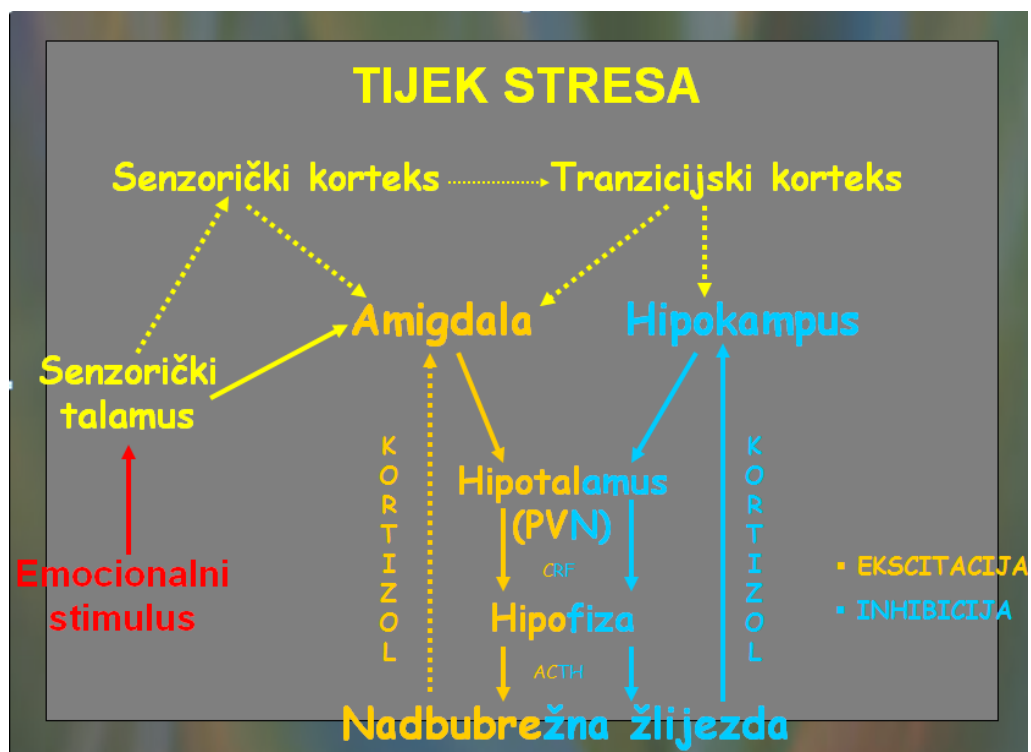 TIJEK STRESA
Senzorički korteks
Tranzicijski korteks
Amigdala
Hipokampus
Senzorički
talamus
KORTIZOL
Hipotalamus
(PVN)
KORTIZOL
Emocionalni
stimulus
CRF
EKSCITACIJA
Hipofiza
INHIBICIJA
ACTH
Nadbubrežna žlijezda